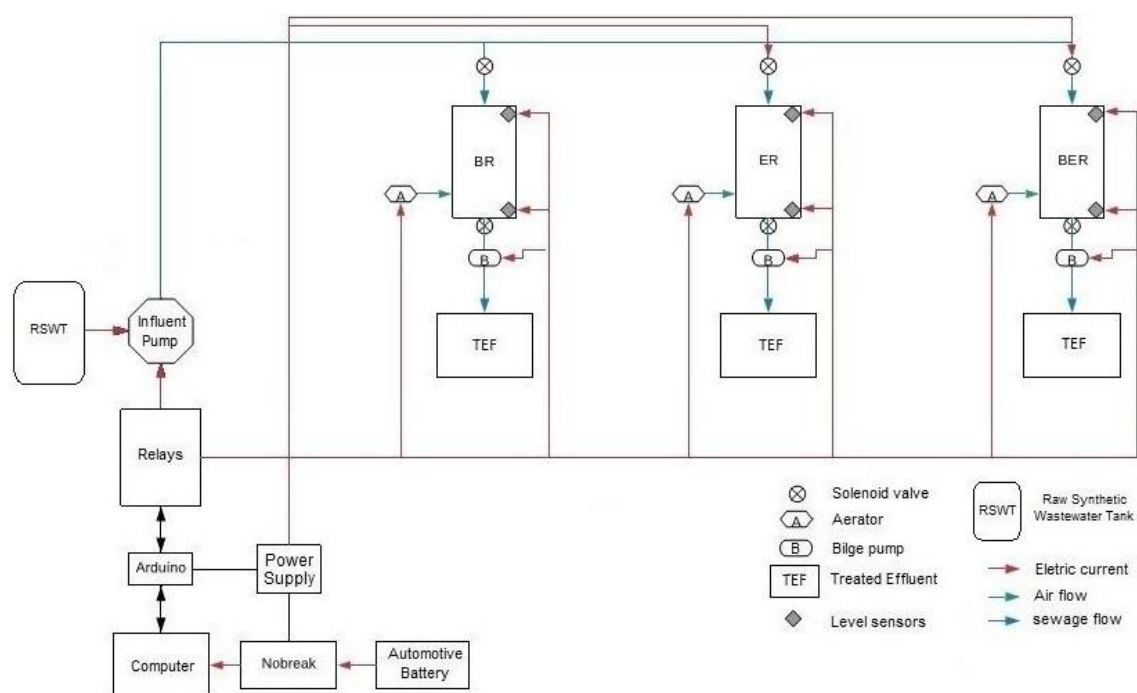 BR
ER
BER
A
A
A
B
B
B
RSWT
Influent
Pump
TEF
TEF
TEF
Relays
Solenoid valve
A
Aerator
B
Bilge pump
TEF
Treated Effluent
Level sensors
RSWT
Raw Synthetic
Wastewater Tank
Eletric current
Air flow
sewage flow
Arduino
Power
Supply
Computer
Nobreak
Automotive
Battery